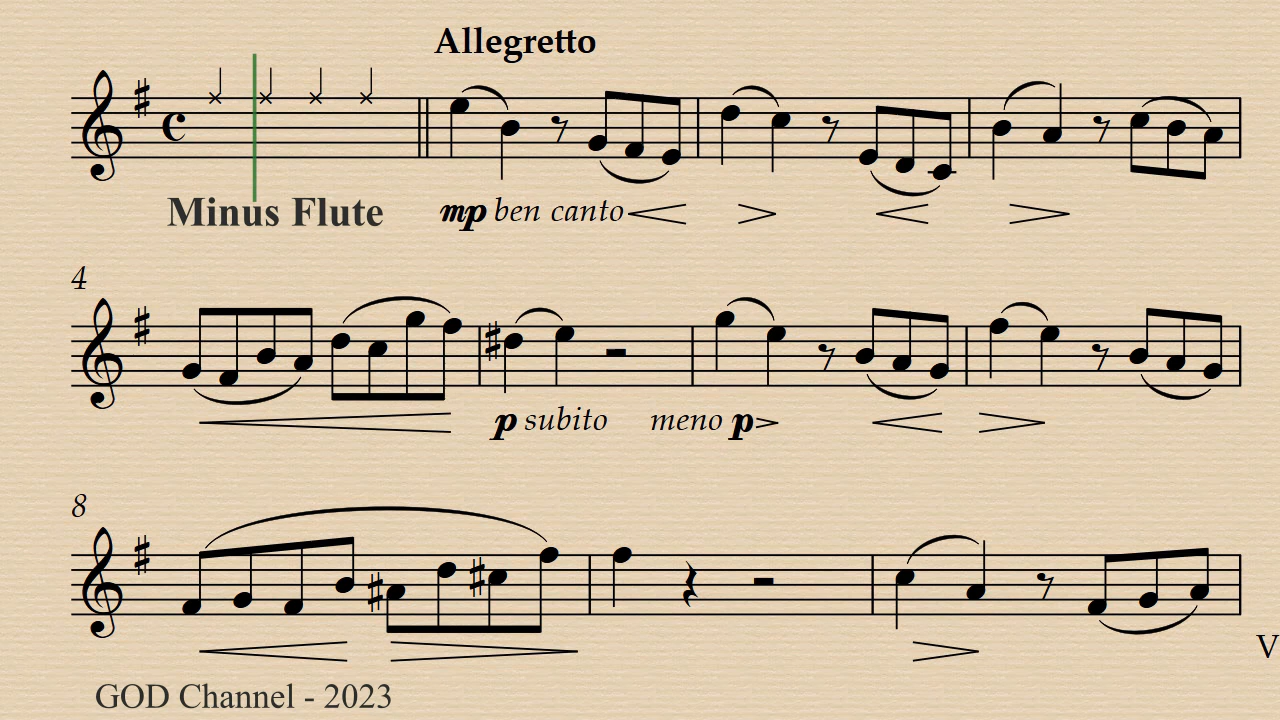 Allegretto
Minus Flute
mp ben canto
4
p subito meno p
8
V
GOD Channel - 2023